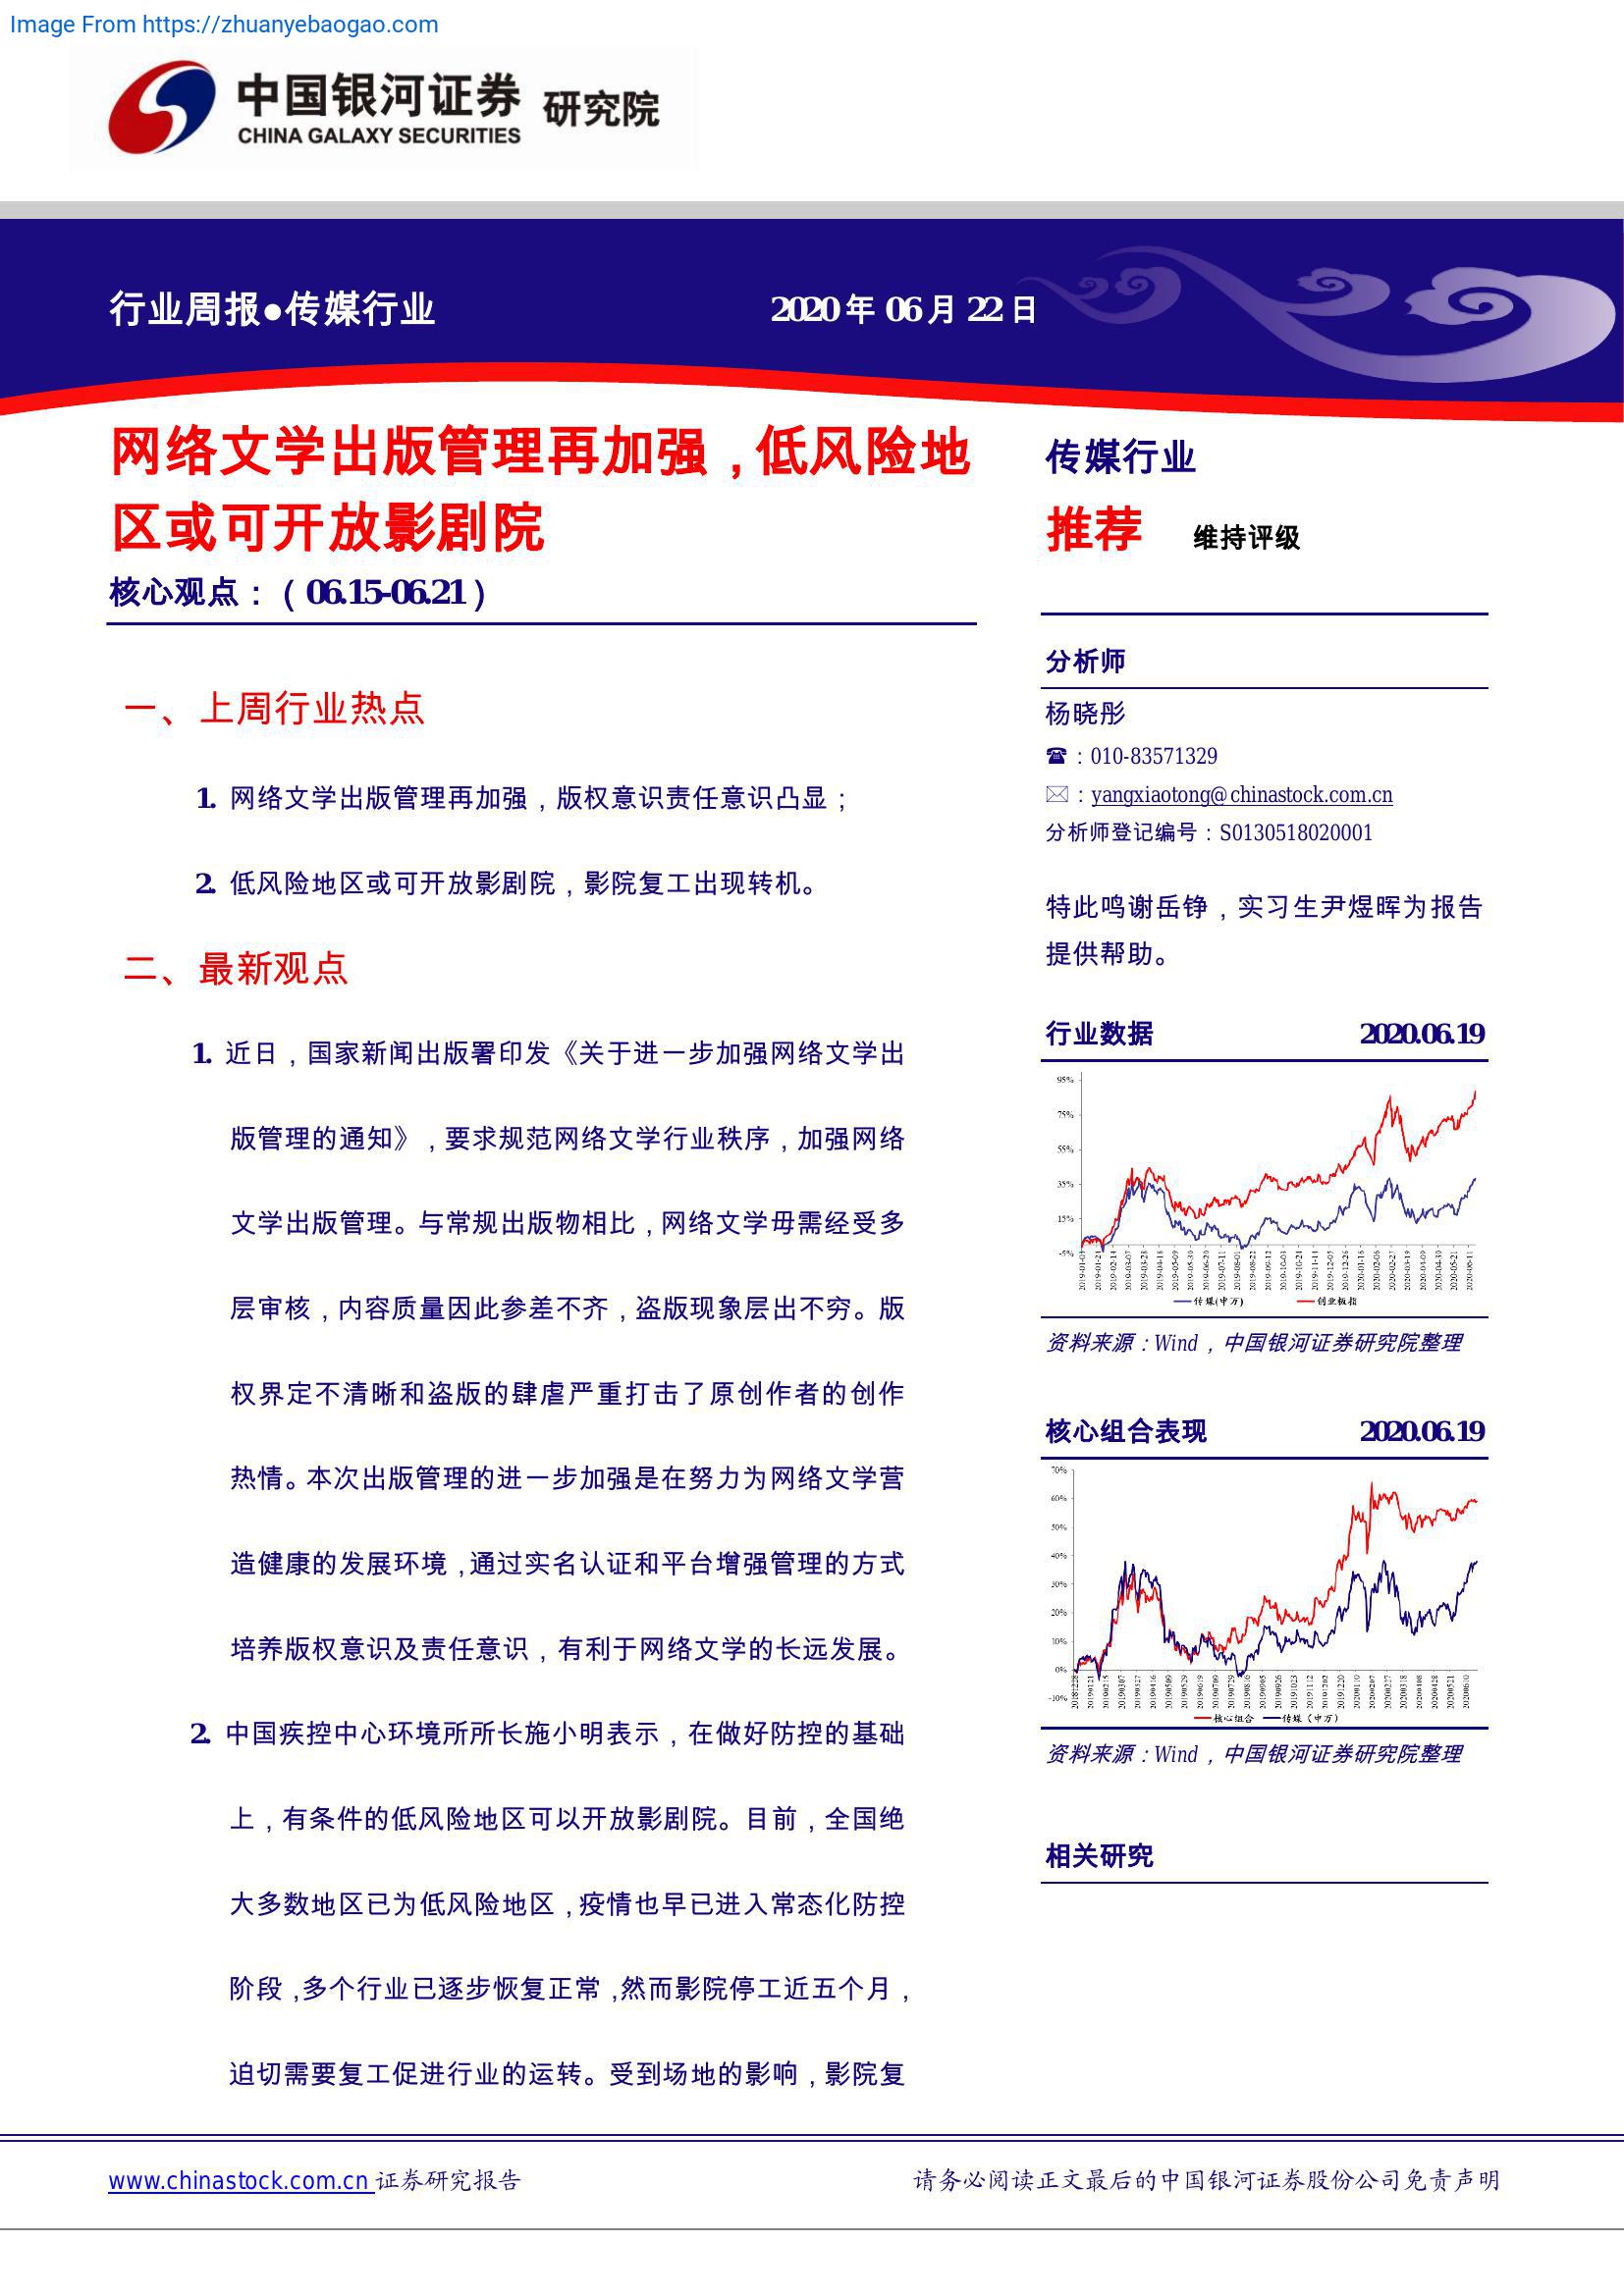 Image From https://zhuanyebaogao.com
中国银河证券 研究院
CHINA GALAXY SECURITIES
行业周报●传媒行业
2020 年 06 月 22 日
网络文学出版管理再加强，低风险地
区或可开放影剧院
核心观点：（06.15-06.21）
一、上周行业热点
1. 网络文学出版管理再加强，版权意识责任意识凸显；
2. 低风险地区或可开放影剧院，影院复工出现转机。
二、最新观点
1. 近日，国家新闻出版署印发《关于进一步加强网络文学出
版管理的通知》，要求规范网络文学行业秩序，加强网络
文学出版管理。与常规出版物相比，网络文学毋需经受多
层审核，内容质量因此参差不齐，盗版现象层出不穷。版
权界定不清晰和盗版的肆虐严重打击了原创作者的创作
热情。本次出版管理的进一步加强是在努力为网络文学营
造健康的发展环境，通过实名认证和平台增强管理的方式
培养版权意识及责任意识，有利于网络文学的长远发展。
2. 中国疾控中心环境所所长施小明表示，在做好防控的基础
上，有条件的低风险地区可以开放影剧院。目前，全国绝
大多数地区已为低风险地区，疫情也早已进入常态化防控
阶段，多个行业已逐步恢复正常，然而影院停工近五个月，
迫切需要复工促进行业的运转。受到场地的影响，影院复
传媒行业
推荐 维持评级
分析师
杨晓彤
☎：010-83571329
✉：yangxiaotong@chinastock.com.cn
分析师登记编号：S0130518020001
特此鸣谢岳铮，实习生尹煜晖为报告
提供帮助。
行业数据 2020.06.19
95%
75%
55%
35%
15%
-5%
传媒(申万) 创业板指
资料来源：Wind，中国银河证券研究院整理
核心组合表现 2020.06.19
70%
60%
50%
40%
30%
20%
10%
0%
-10%
核心组合 传媒（申万）
资料来源：Wind，中国银河证券研究院整理
相关研究
www.chinastock.com.cn 证券研究报告
请务必阅读正文最后的中国银河证券股份公司免责声明